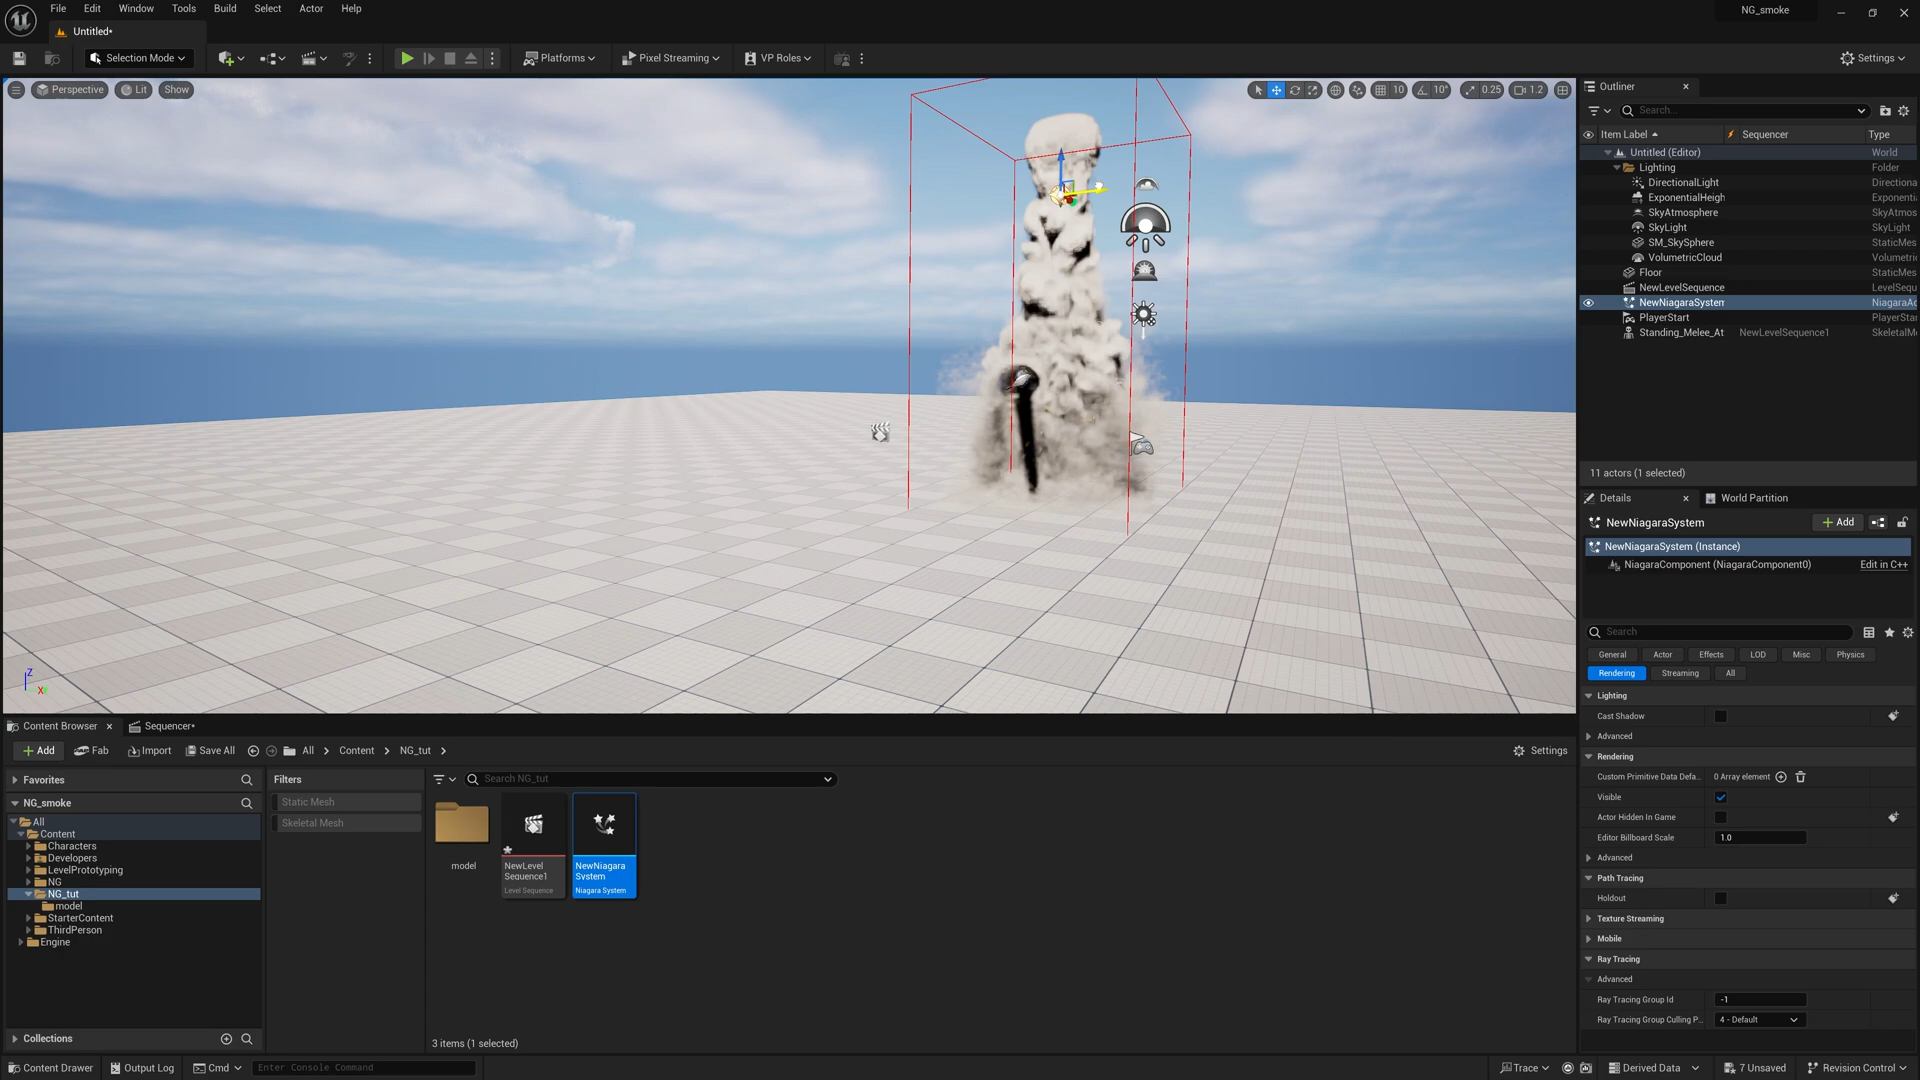 File Edit Window Tools Build Select Actor Help
NG_smoke
Untitled*
Selection Mode
Platforms
Pixel Streaming
VP Roles
Settings
Perspective
Lit
Show
10
10°
0.25
1.2
Outliner
Search...
Item Label
Sequencer
Type
Untitled (Editor) World
Lighting Folder
DirectionalLight Directiona
ExponentialHeigh Exponenti
SkyAtmosphere SkyAtmos
SkyLight SkyLight
SM_SkySphere StaticMes
VolumetricCloud Volumetric
Floor StaticMes
NewLevelSequence LevelSequ
NewNiagaraSystem NiagaraAc
PlayerStart PlayerStar
Standing_Melee_At NewLevelSequence1 SkeletalM
11 actors (1 selected)
Details
World Partition
NewNiagaraSystem
Add
NewNiagaraSystem (Instance)
NiagaraComponent (NiagaraComponent0) Edit in C++
Search
General Actor Effects LOD Misc Physics
Rendering Streaming All
Lighting
Cast Shadow
Advanced
Rendering
Custom Primitive Data Defa... 0 Array element
Visible
Actor Hidden In Game
Editor Billboard Scale 1.0
Advanced
Path Tracing
Holdout
Texture Streaming
Mobile
Ray Tracing
Advanced
Ray Tracing Group Id -1
Ray Tracing Group Culling P... 4 - Default
Z
X
Content Browser
Sequencer*
Add Fab Import Save All All Content NG_tut
Settings
Favorites
NG_smoke
All
Content
Characters
Developers
LevelPrototyping
NG
NG_tut
model
StarterContent
ThirdPerson
Engine
Collections
Filters
Static Mesh
Skeletal Mesh
Search NG_tut
model
NewLevel
Sequence1
Level Sequence
NewNiagara
System
Niagara System
3 items (1 selected)
Content Drawer
Output Log
Cmd
Enter Console Command
Trace
Derived Data
7 Unsaved
Revision Control